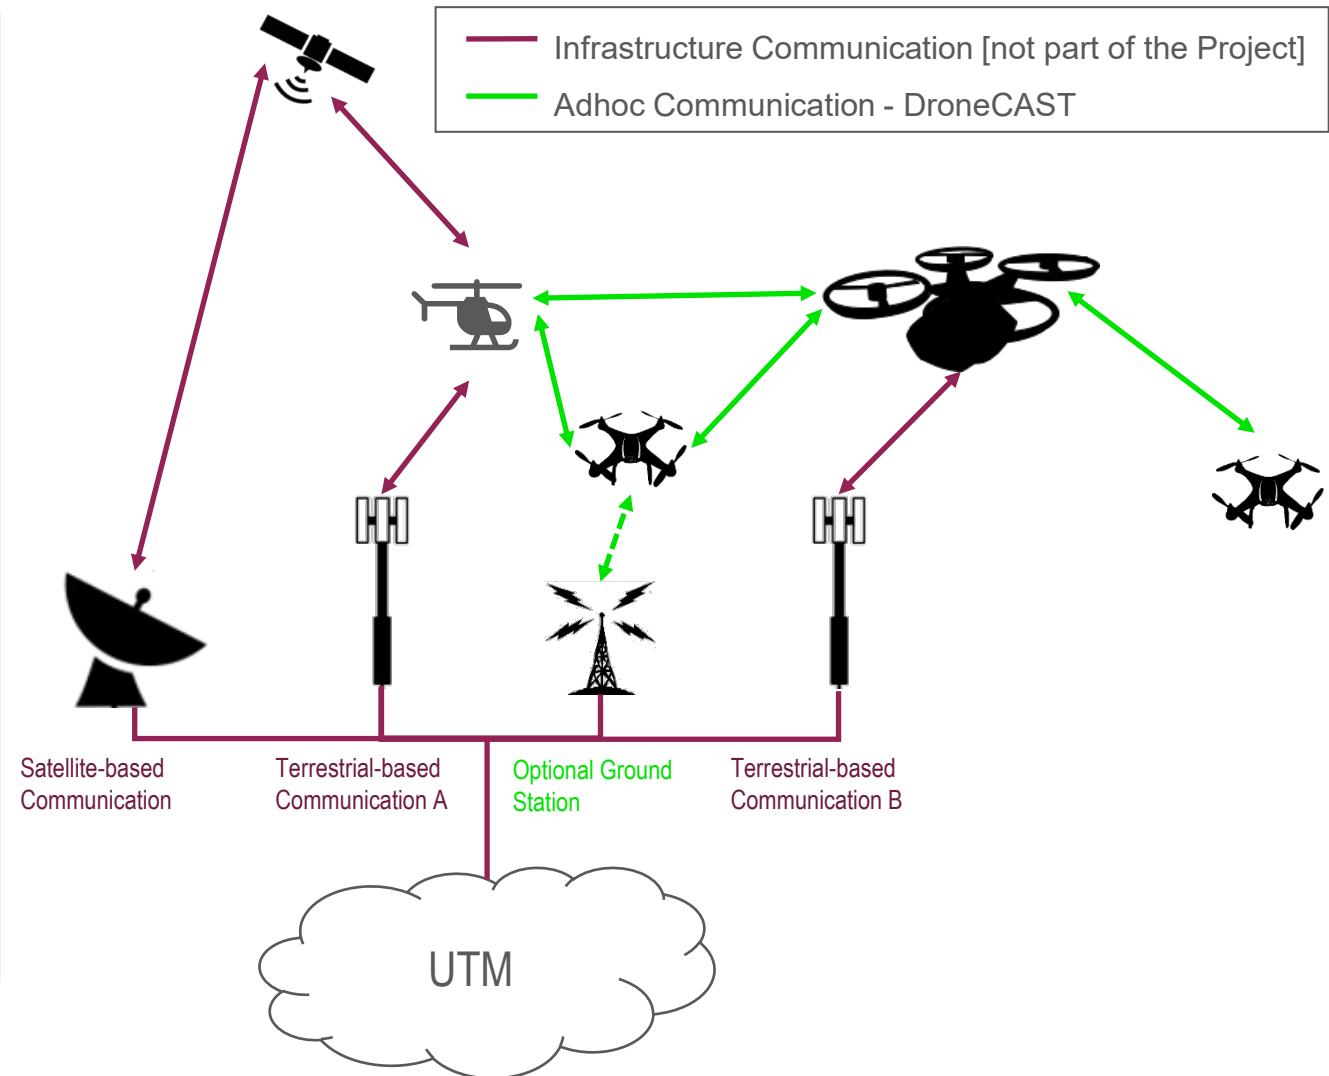 Infrastructure Communication [not part of the Project]
Adhoc Communication - DroneCAST
Satellite-based
Communication
Terrestrial-based
Communication A
Optional Ground
Station
Terrestrial-based
Communication B
UTM